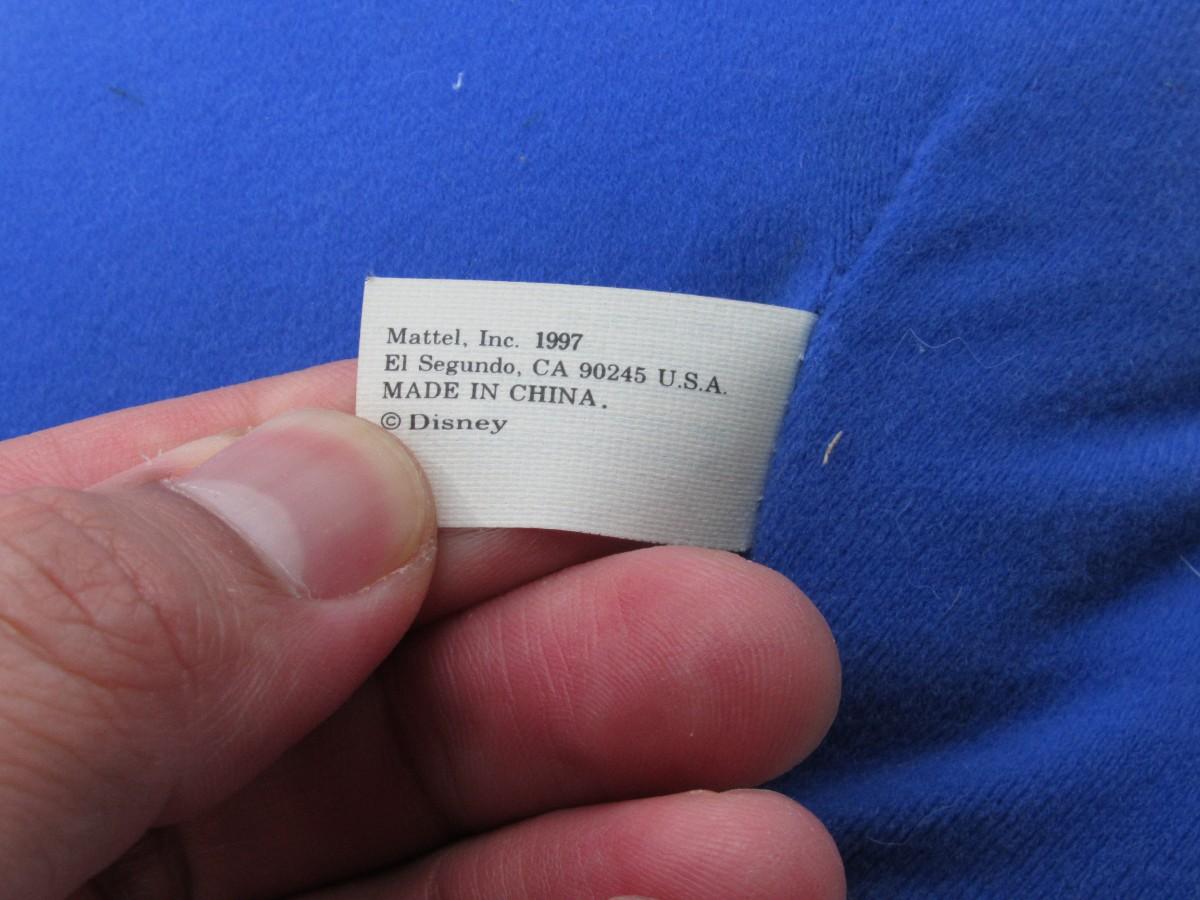 Mattel, Inc. 1997
El Segundo, CA 90245 U.S.A.
MADE IN CHINA.
© Disney